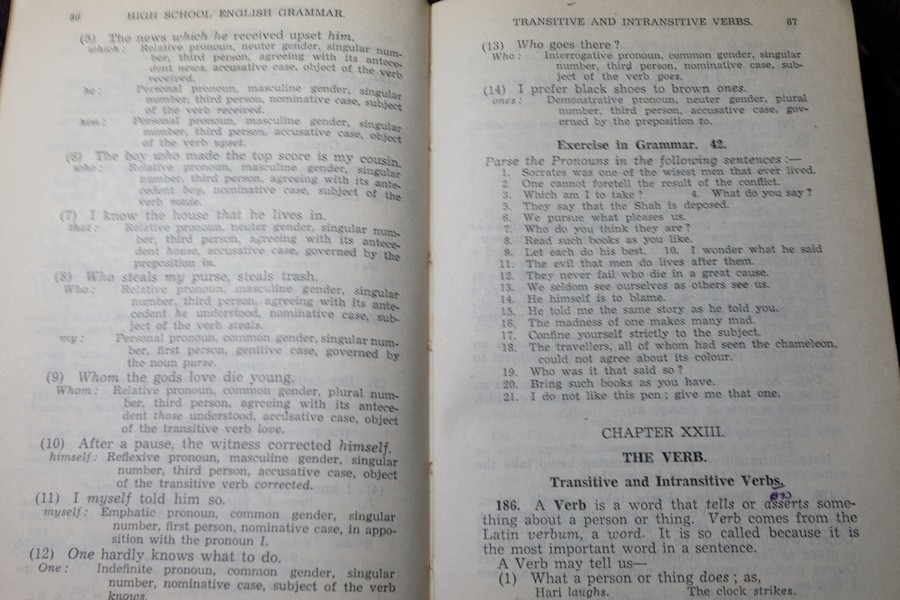 86 HIGH SCHOOL ENGLISH GRAMMAR.
(5) The news which he received upset him.
which : Relative pronoun, neuter gender, singular num-
ber, third person, agreeing with its antece-
dent news, accusative case, object of the verb
received.
he : Personal pronoun, masculine gender, singular
number, third person, nominative case, subject
of the verb received.
him : Personal pronoun, masculine gender, singular
number, third person, accusative case, object
of the verb upset.
(6) The boy who made the top score is my cousin.
who : Relative pronoun, masculine gender, singular
number, third person, agreeing with its ante-
cedent boy, nominative case, subject of the
verb made.
(7) I know the house that he lives in.
that : Relative pronoun, neuter gender, singular num-
ber, third person, agreeing with its antece-
dent house, accusative case, governed by the
preposition in.
(8) Who steals my purse, steals trash.
Who : Relative pronoun, masculine gender, singular
number, third person, agreeing with its ante-
cedent he understood, nominative case, sub-
ject of the verb steals.
my : Personal pronoun, common gender, singular num-
ber, first person, genitive case, governed by
the noun purse.
(9) Whom the gods love die young.
Whom : Relative pronoun, common gender, plural num-
ber, third person, agreeing with its antece-
dent those understood, accusative case, object
of the transitive verb love.
(10) After a pause, the witness corrected himself.
himself : Reflexive pronoun, masculine gender, singular
number, third person, accusative case, object
of the transitive verb corrected.
(11) I myself told him so.
myself : Emphatic pronoun, common gender, singular
number, first person, nominative case, in appo-
sition with the pronoun I.
(12) One hardly knows what to do.
One : Indefinite pronoun, common gender, singular
number, nominative case, subject of the verb
knows.
TRANSITIVE AND INTRANSITIVE VERBS. 87
(13) Who goes there ?
Who : Interrogative pronoun, common gender, singular
number, third person, nominative case, sub-
ject of the verb goes.
(14) I prefer black shoes to brown ones.
ones : Demonstrative pronoun, neuter gender, plural
number, third person, accusative case, gov-
erned by the preposition to.
Exercise in Grammar. 42.
Parse the Pronouns in the following sentences :—
1. Socrates was one of the wisest men that ever lived.
2. One cannot foretell the result of the conflict.
3. Which am I to take ? 4. What do you say ?
5. They say that the Shah is deposed.
6. We pursue what pleases us.
7. Who do you think they are ?
8. Read such books as you like.
9. Let each do his best. 10. I wonder what he said
11. The evil that men do lives after them.
12. They never fail who die in a great cause.
13. We seldom see ourselves as others see us.
14. He himself is to blame.
15. He told me the same story as he told you.
16. The madness of one makes many mad.
17. Confine yourself strictly to the subject.
18. The travellers, all of whom had seen the chameleon,
could not agree about its colour.
19. Who was it that said so ?
20. Bring such books as you have.
21. I do not like this pen ; give me that one.
CHAPTER XXIII.
THE VERB.
Transitive and Intransitive Verbs.
186. A Verb is a word that tells or asserts some-
thing about a person or thing. Verb comes from the
Latin verbum, a word. It is so called because it is
the most important word in a sentence.
A Verb may tell us—
(1) What a person or thing does ; as,
Hari laughs. The clock strikes.